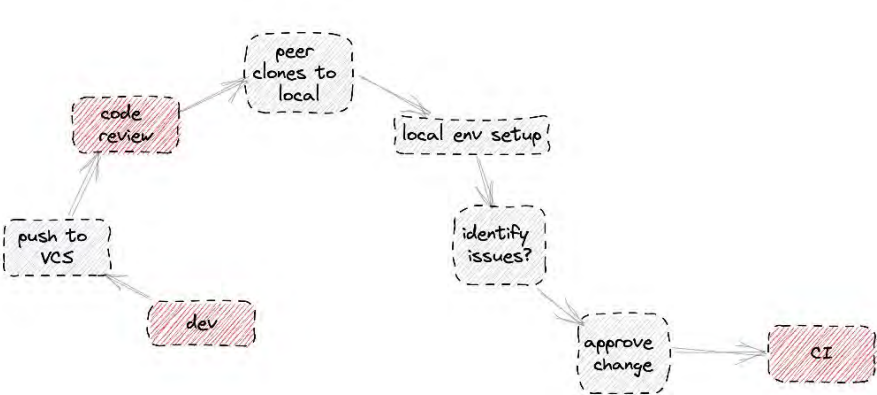 peer
clones to
local
code
review
local env setup
push to
VCS
identify
issues?
dev
approve
change
CI